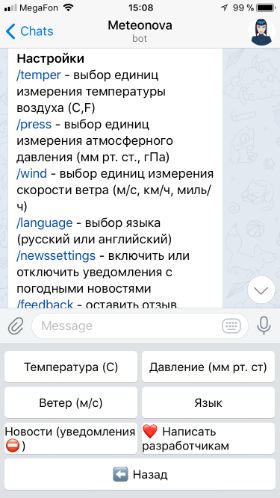 MegaFon 15:08 99 %
Chats Meteonova
bot
Настройки
/temper - выбор единиц
измерения температуры
воздуха (C,F)
/press - выбор единиц
измерения атмосферного
давления (мм рт. ст., гПа)
/wind - выбор единиц измерения
скорости ветра (м/с, км/ч, миль/
ч)
/language - выбор языка
(русский или английский)
/newssettings - включить или
отключить уведомления с
погодными новостями
/feedback - оставить отзыв,
Message
Температура (C) Давление (мм рт. ст)
Ветер (м/с) Язык
Новости (уведомления ❤️ Написать
⛔) разработчикам
⬅️ Назад